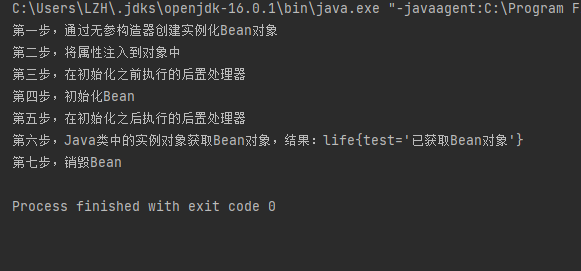 C:\Users\LZH\.jdks\openjdk-16.0.1\bin\java.exe "-javaagent:C:\Program F
第一步，通过无参构造器创建实例化Bean对象
第二步，将属性注入到对象中
第三步，在初始化之前执行的后置处理器
第四步，初始化Bean
第五步，在初始化之后执行的后置处理器
第六步，Java类中的实例对象获取Bean对象，结果：life{test='已获取Bean对象'}
第七步，销毁Bean
Process finished with exit code 0